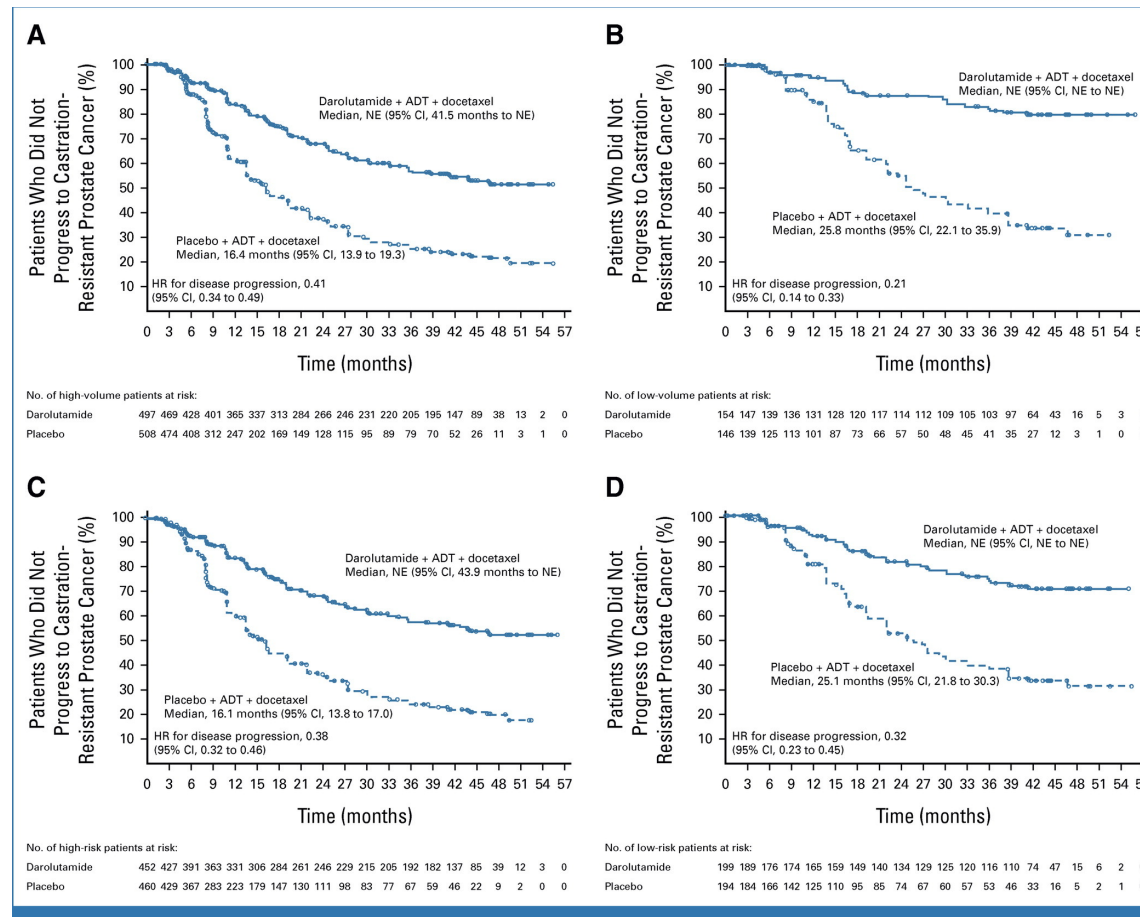 A
Patients Who Did Not
Progress to Castration-
Resistant Prostate Cancer (%)
100
90
80
70
60
50
40
30
20
10
Darolutamide + ADT + docetaxel
Median, NE (95% CI, 41.5 months to NE)
Placebo + ADT + docetaxel
Median, 16.4 months (95% CI, 13.9 to 19.3)
HR for disease progression, 0.41
(95% CI, 0.34 to 0.49)
0 3 6 9 12 15 18 21 24 27 30 33 36 39 42 45 48 51 54 57
Time (months)
No. of high-volume patients at risk:
Darolutamide 497 469 428 401 365 337 313 284 266 246 231 220 205 195 147 89 38 13 2 0
Placebo 508 474 408 312 247 202 169 149 128 115 95 89 79 70 52 26 11 3 1 0
B
Patients Who Did Not
Progress to Castration-
Resistant Prostate Cancer (%)
100
90
80
70
60
50
40
30
20
10
Darolutamide + ADT + docetaxel
Median, NE (95% CI, NE to NE)
Placebo + ADT + docetaxel
Median, 25.8 months (95% CI, 22.1 to 35.9)
HR for disease progression, 0.21
(95% CI, 0.14 to 0.33)
0 3 6 9 12 15 18 21 24 27 30 33 36 39 42 45 48 51 54
Time (months)
No. of low-volume patients at risk:
Darolutamide 154 147 139 136 131 128 120 117 114 112 109 105 103 97 64 43 16 5 3
Placebo 146 139 125 113 101 87 73 66 57 50 48 45 41 35 27 12 3 1 0
C
Patients Who Did Not
Progress to Castration-
Resistant Prostate Cancer (%)
100
90
80
70
60
50
40
30
20
10
Darolutamide + ADT + docetaxel
Median, NE (95% CI, 43.9 months to NE)
Placebo + ADT + docetaxel
Median, 16.1 months (95% CI, 13.8 to 17.0)
HR for disease progression, 0.38
(95% CI, 0.32 to 0.46)
0 3 6 9 12 15 18 21 24 27 30 33 36 39 42 45 48 51 54 57
Time (months)
No. of high-risk patients at risk:
Darolutamide 452 427 391 363 331 306 284 261 246 229 215 205 192 182 137 85 39 12 3 0
Placebo 460 429 367 283 223 179 147 130 111 98 83 77 67 59 46 22 9 2 0 0
D
Patients Who Did Not
Progress to Castration-
Resistant Prostate Cancer (%)
100
90
80
70
60
50
40
30
20
10
Darolutamide + ADT + docetaxel
Median, NE (95% CI, NE to NE)
Placebo + ADT + docetaxel
Median, 25.1 months (95% CI, 21.8 to 30.3)
HR for disease progression, 0.32
(95% CI, 0.23 to 0.45)
0 3 6 9 12 15 18 21 24 27 30 33 36 39 42 45 48 51 54
Time (months)
No. of low-risk patients at risk:
Darolutamide 199 189 176 174 165 159 149 140 134 129 125 120 116 110 74 47 15 6 2
Placebo 194 184 166 142 125 110 95 85 74 67 60 57 53 46 33 16 5 2 1